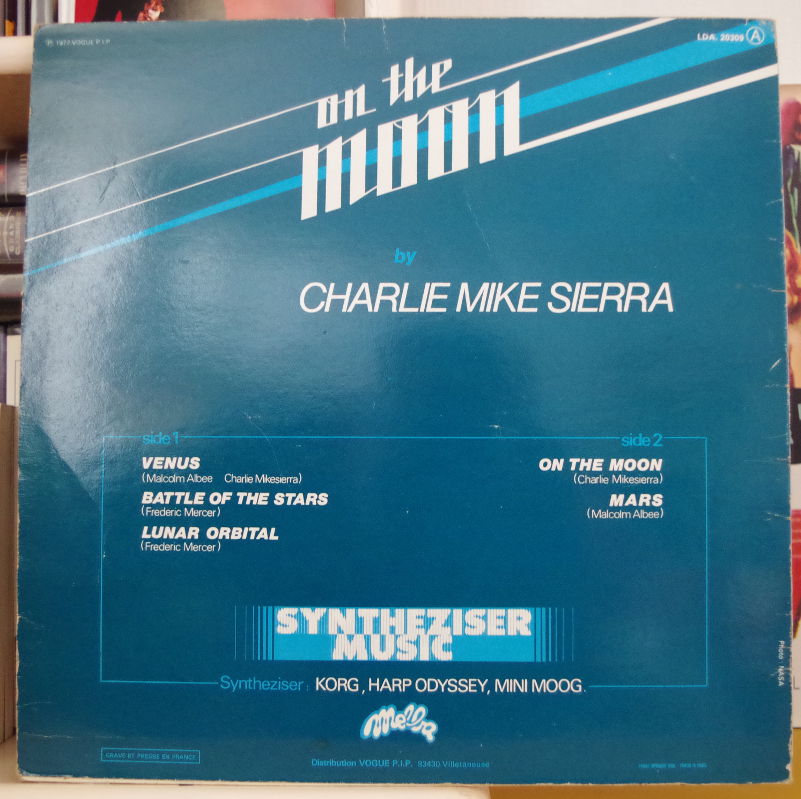 ℗ 1977 VOGUE P.I.P
LDA. 20309 A
on the
moon
by
CHARLIE MIKE SIERRA
side 1
VENUS
(Malcolm Albee Charlie Mikesierra)
BATTLE OF THE STARS
(Frederic Mercer)
LUNAR ORBITAL
(Frederic Mercer)
side 2
ON THE MOON
(Charlie Mikesierra)
MARS
(Malcolm Albee)
SYNTHEZISER
MUSIC
Syntheziser : KORG, HARP ODYSSEY, MINI MOOG.
Melba
Photo : NASA
GRAVE ET PRESSE EN FRANCE
Distribution VOGUE P.I.P. 93430 Villetaneuse